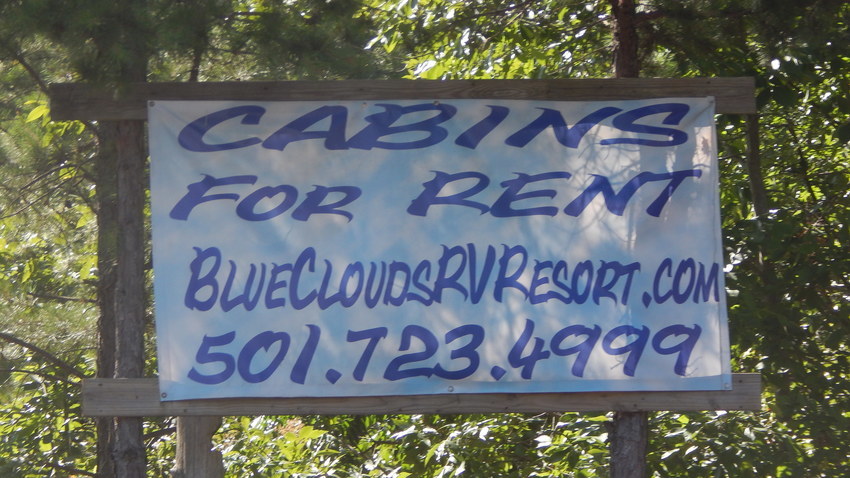 CABINS
FOR RENT
BLUECLOUDSRVRESORT.COM
501.723.4999